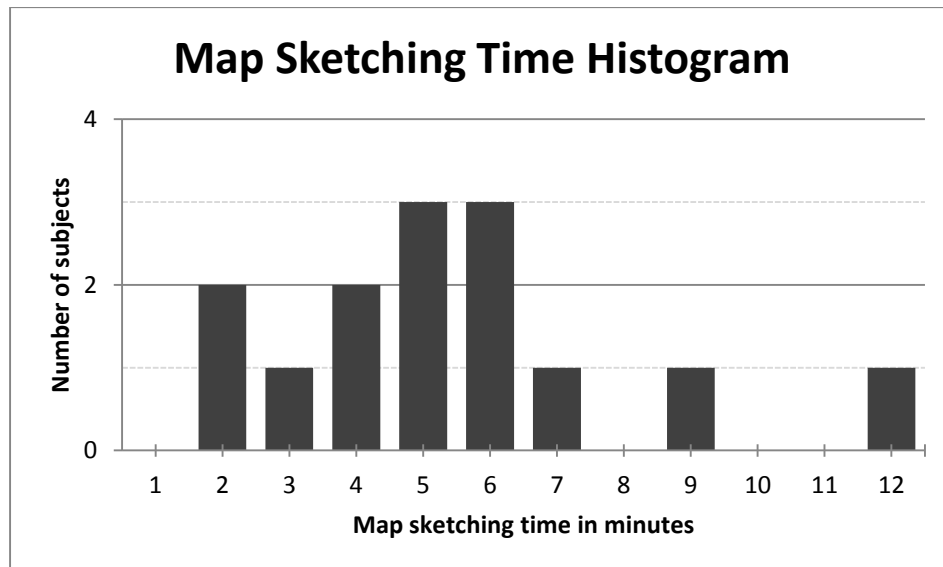 Map Sketching Time Histogram
4
2
0
Number of subjects
1 2 3 4 5 6 7 8 9 10 11 12
Map sketching time in minutes